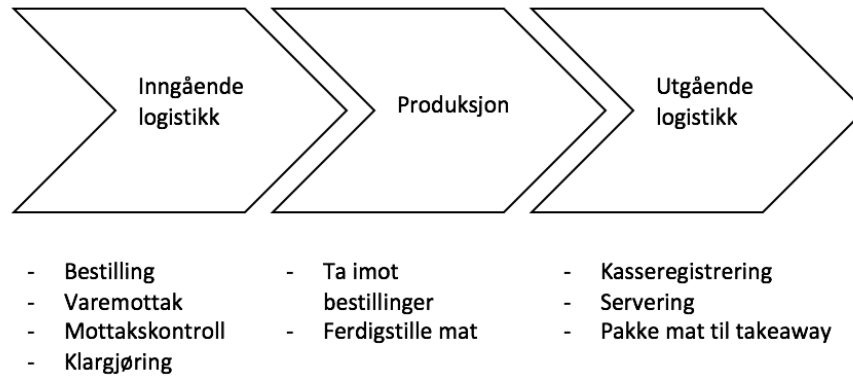 Inngående
logistikk
Produksjon
Utgående
logistikk
- Bestilling
- Varemottak
- Mottakskontroll
- Klargjøring
- Ta imot
bestillinger
- Ferdigstille mat
- Kasseregistrering
- Servering
- Pakke mat til takeaway